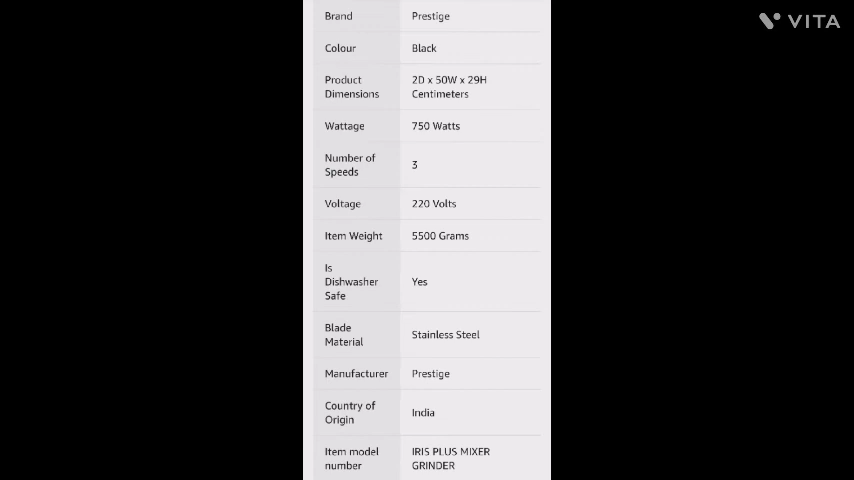 VITA
Brand Prestige
Colour Black
Product 2D x 50W x 29H
Dimensions Centimeters
Wattage 750 Watts
Number of
Speeds 3
Voltage 220 Volts
Item Weight 5500 Grams
Is
Dishwasher Yes
Safe
Blade
Material Stainless Steel
Manufacturer Prestige
Country of
Origin India
Item model IRIS PLUS MIXER
number GRINDER